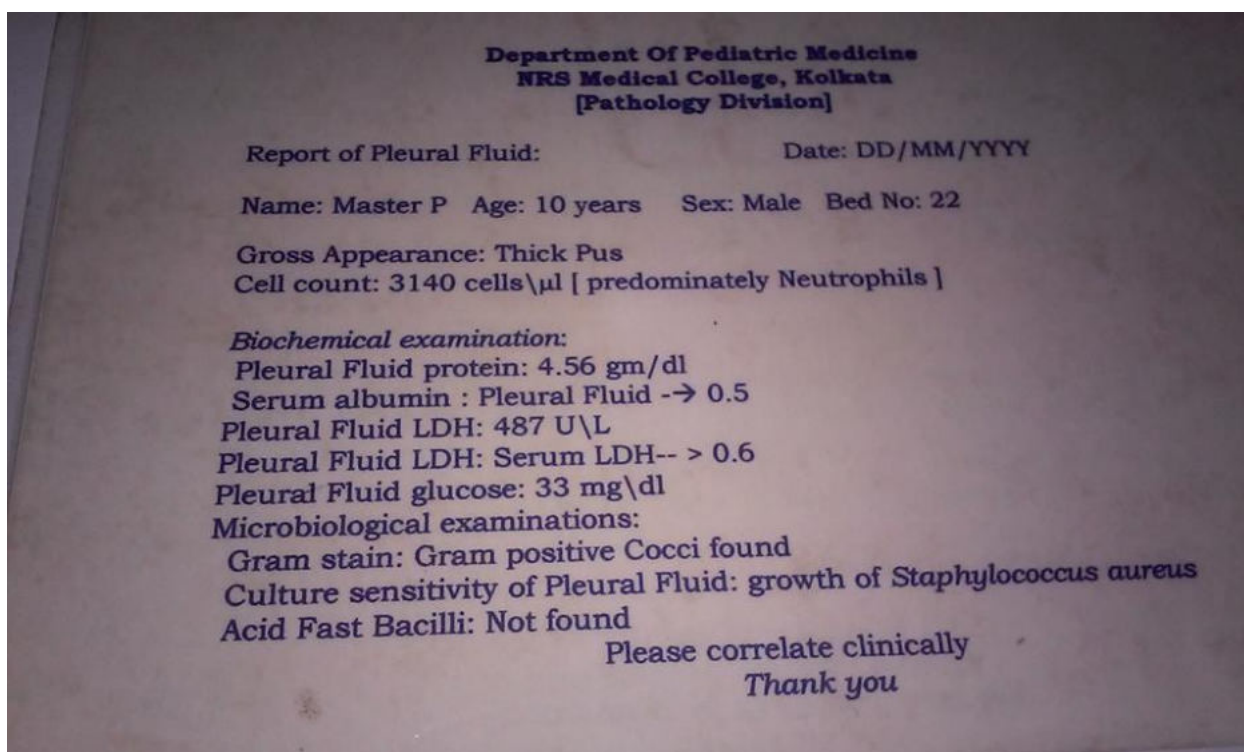 Department Of Pediatric Medicine
NRS Medical College, Kolkata
[Pathology Division]
Report of Pleural Fluid: Date: DD/MM/YYYY
Name: Master P Age: 10 years Sex: Male Bed No: 22
Gross Appearance: Thick Pus
Cell count: 3140 cells\µl [ predominately Neutrophils ]
Biochemical examination:
Pleural Fluid protein: 4.56 gm/dl
Serum albumin : Pleural Fluid -→ 0.5
Pleural Fluid LDH: 487 U\L
Pleural Fluid LDH: Serum LDH-- > 0.6
Pleural Fluid glucose: 33 mg\dl
Microbiological examinations:
Gram stain: Gram positive Cocci found
Culture sensitivity of Pleural Fluid: growth of Staphylococcus aureus
Acid Fast Bacilli: Not found
Please correlate clinically
Thank you